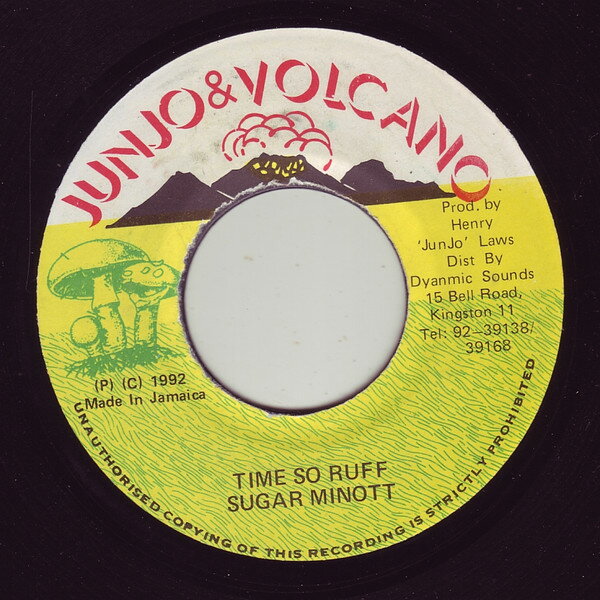 JUNJO & VOLCANO
Prod. by
Henry
'JunJo' Laws
Dist By
Dyanmic Sounds
15 Bell Road,
Kingston 11
Tel: 92-39138/
39168
(P) (C) 1992
Made In Jamaica
TIME SO RUFF
SUGAR MINOTT
UNAUTHORISED COPYING OF THIS RECORDING IS STRICTLY PROHIBITED